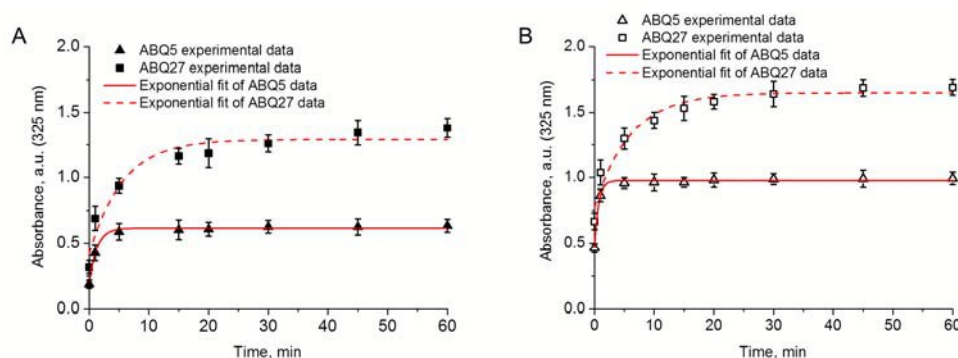 A
ABQ5 experimental data
ABQ27 experimental data
Exponential fit of ABQ5 data
Exponential fit of ABQ27 data
Absorbance, a.u. (325 nm)
2.0
1.5
1.0
0.5
0.0
0 10 20 30 40 50 60
Time, min
B
ABQ5 experimental data
ABQ27 experimental data
Exponential fit of ABQ5 data
Exponential fit of ABQ27 data
Absorbance, a.u. (325 nm)
2.0
1.5
1.0
0.5
0.0
0 10 20 30 40 50 60
Time, min